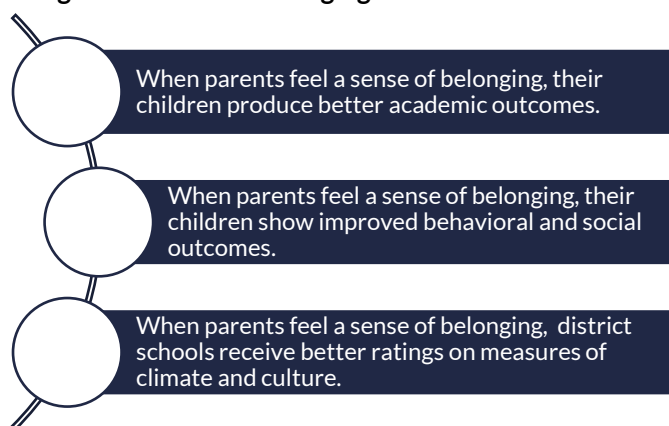 When parents feel a sense of belonging, their
children produce better academic outcomes.
When parents feel a sense of belonging, their
children show improved behavioral and social
outcomes.
When parents feel a sense of belonging,  district
schools receive better ratings on measures of
climate and culture.